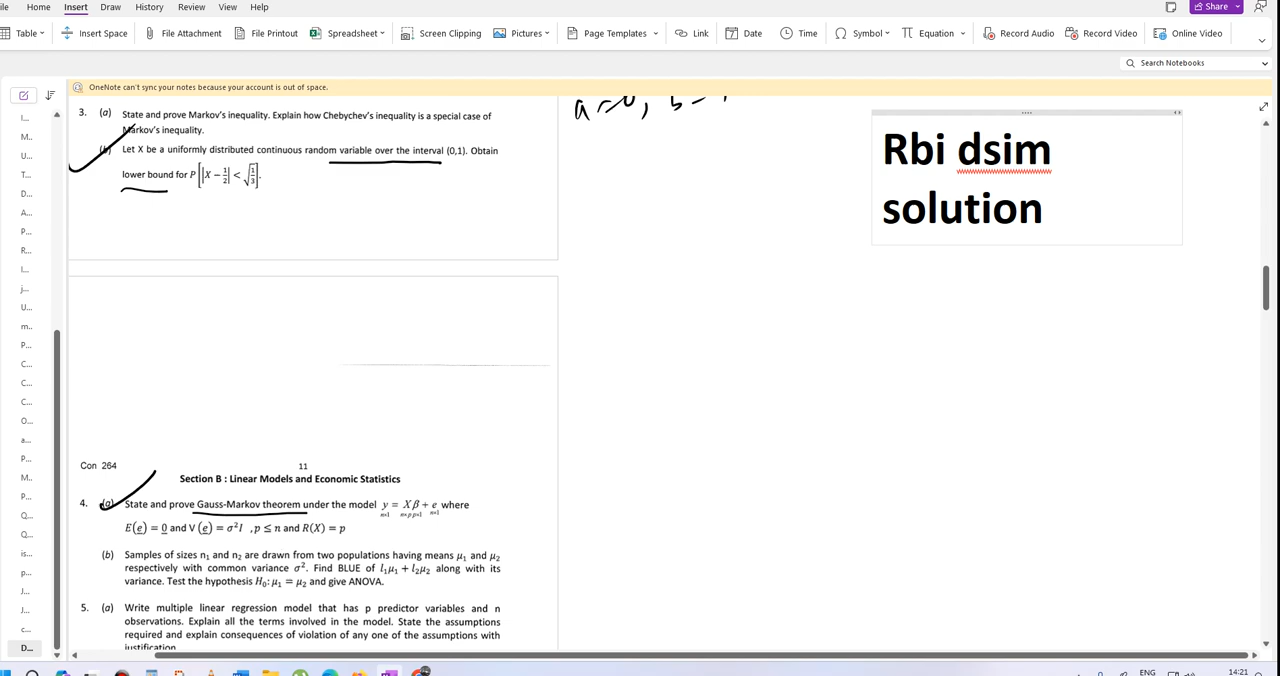 ile Home Insert Draw History Review View Help Share
Table Insert Space File Attachment File Printout Spreadsheet Screen Clipping Pictures Page Templates Link Date Time Symbol Equation Record Audio Record Video Online Video
Search Notebooks
OneNote can't sync your notes because your account is out of space.
I...
M..
U...
T...
D...
A...
P...
R...
I...
j...
U...
m..
P...
C...
C...
C...
O...
a...
P...
M..
P...
Q...
Q...
is...
p...
J...
J...
c...
D...
3. (a) State and prove Markov's inequality. Explain how Chebychev's inequality is a special case of
Markov's inequality.
(b) Let X be a uniformly distributed continuous random variable over the interval (0,1). Obtain
lower bound for P[|X − 1/2| < √(1/3)].
Rbi dsim
solution
Con 264 11
Section B : Linear Models and Economic Statistics
4. (a) State and prove Gauss-Markov theorem under the model y = Xβ + e where
n×1 n×p p×1 n×1
E(e) = 0 and V (e) = σ²I , p ≤ n and R(X) = p
(b) Samples of sizes n₁ and n₂ are drawn from two populations having means μ₁ and μ₂
respectively with common variance σ². Find BLUE of l₁μ₁ + l₂μ₂ along with its
variance. Test the hypothesis H₀: μ₁ = μ₂ and give ANOVA.
5. (a) Write multiple linear regression model that has p predictor variables and n
observations. Explain all the terms involved in the model. State the assumptions
required and explain consequences of violation of any one of the assumptions with
justification.
ENG 14:21